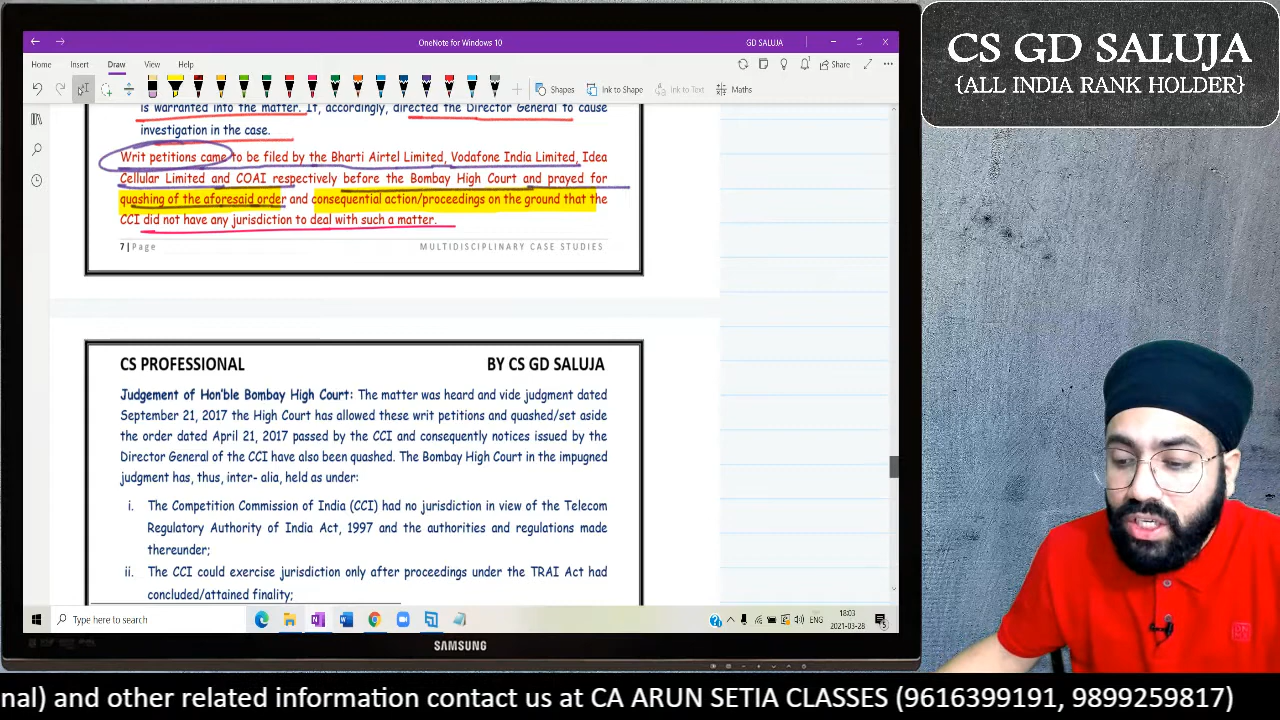 OneNote for Windows 10
GD SALUJA
Home Insert Draw View Help
Share
Shapes
Ink to Shape
Ink to Text
Maths
is warranted into the matter. It, accordingly, directed the Director General to cause
investigation in the case.
Writ petitions came to be filed by the Bharti Airtel Limited, Vodafone India Limited, Idea
Cellular Limited and COAI respectively before the Bombay High Court and prayed for
quashing of the aforesaid order and consequential action/proceedings on the ground that the
CCI did not have any jurisdiction to deal with such a matter.
7 | Page
MULTIDISCIPLINARY CASE STUDIES
CS PROFESSIONAL
BY CS GD SALUJA
Judgement of Hon'ble Bombay High Court: The matter was heard and vide judgment dated
September 21, 2017 the High Court has allowed these writ petitions and quashed/set aside
the order dated April 21, 2017 passed by the CCI and consequently notices issued by the
Director General of the CCI have also been quashed. The Bombay High Court in the impugned
judgment has, thus, inter- alia, held as under:
i. The Competition Commission of India (CCI) had no jurisdiction in view of the Telecom
Regulatory Authority of India Act, 1997 and the authorities and regulations made
thereunder;
ii. The CCI could exercise jurisdiction only after proceedings under the TRAI Act had
concluded/attained finality;
Type here to search
ENG
18:03
2021-03-28
SAMSUNG
CS GD SALUJA
{ALL INDIA RANK HOLDER}
nal) and other related information contact us at CA ARUN SETIA CLASSES (9616399191, 9899259817)